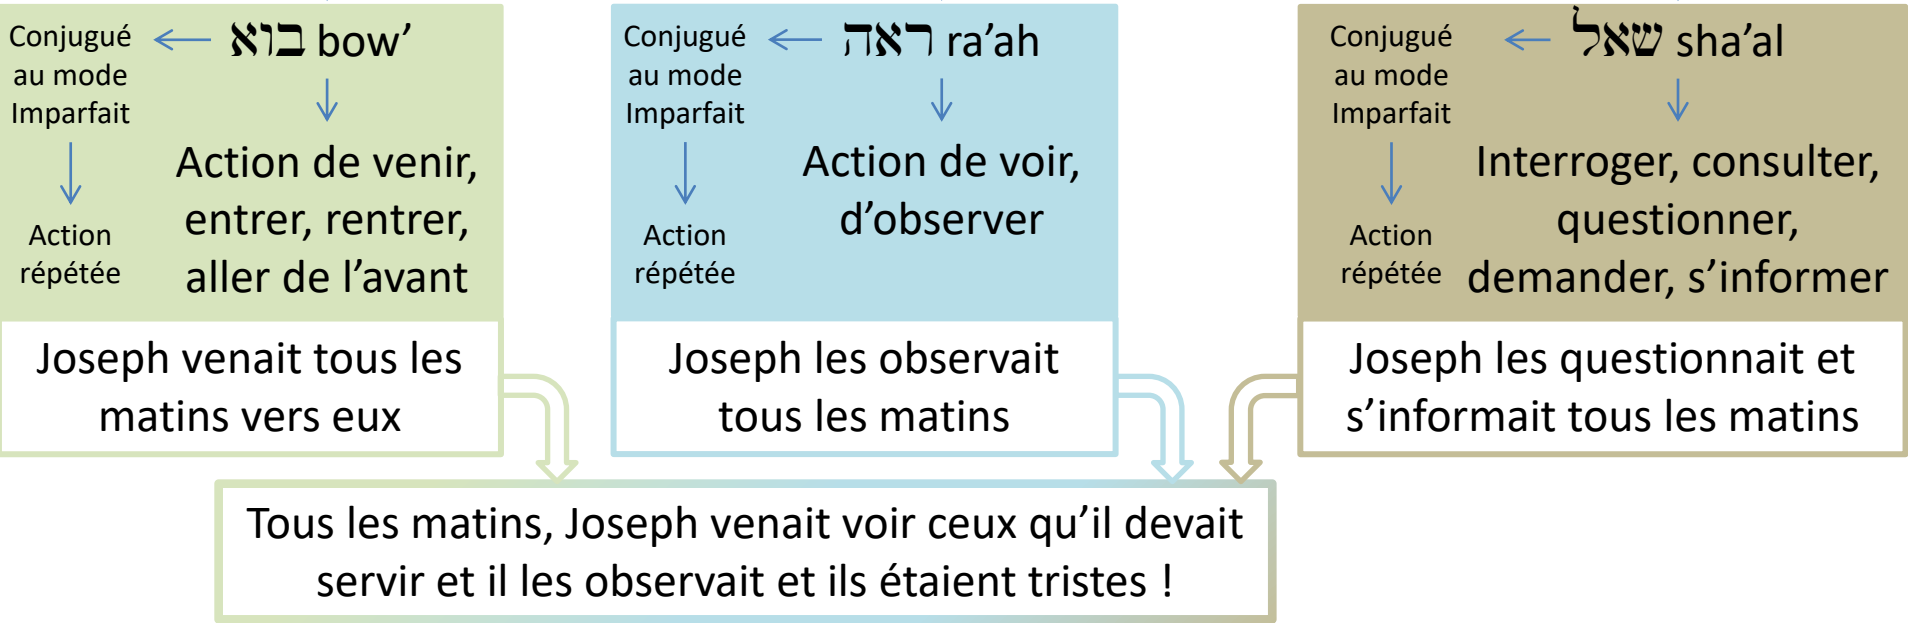 Conjugué
au mode
Imparfait
בוא bow’
Action
répétée
Action de venir,
entrer, rentrer,
aller de l’avant
Joseph venait tous les
matins vers eux
Conjugué
au mode
Imparfait
ראה ra’ah
Action
répétée
Action de voir,
d’observer
Joseph les observait
tous les matins
Conjugué
au mode
Imparfait
שאל sha’al
Action
répétée
Interroger, consulter,
questionner,
demander, s’informer
Joseph les questionnait et
s’informait tous les matins
Tous les matins, Joseph venait voir ceux qu’il devait
servir et il les observait et ils étaient tristes !